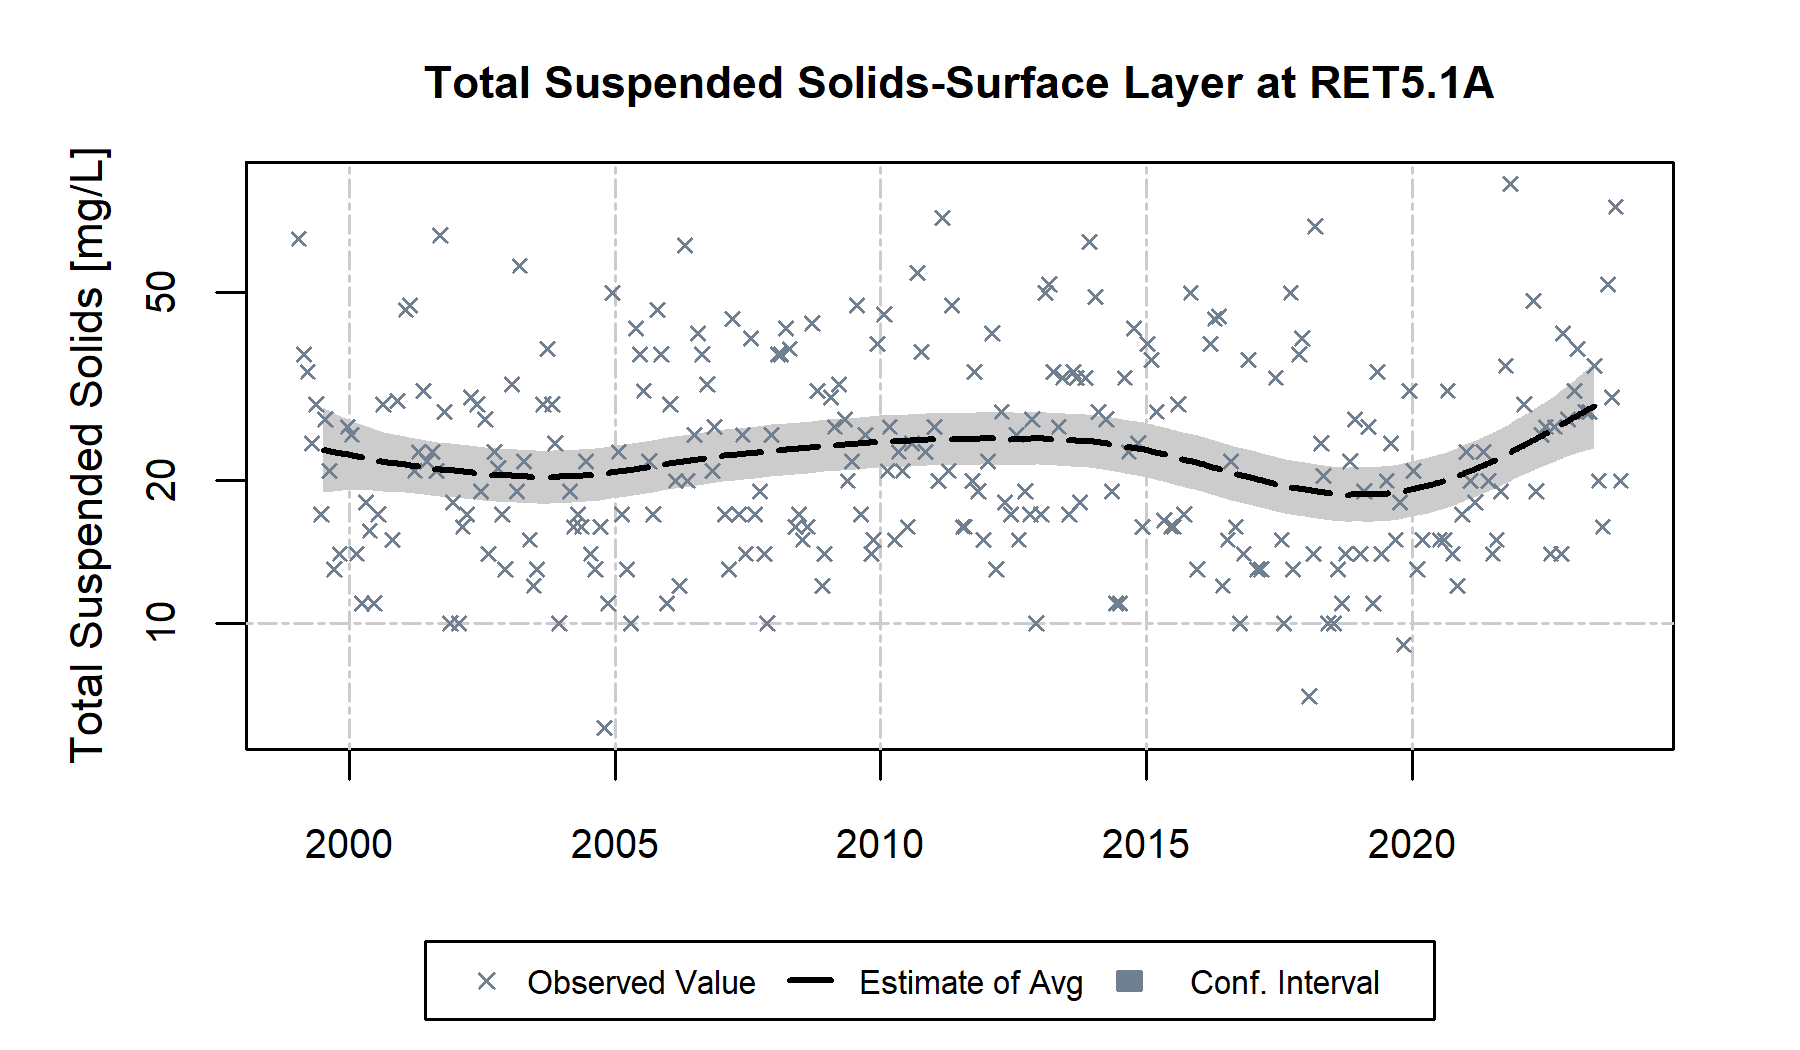 Total Suspended Solids-Surface Layer at RET5.1A
Total Suspended Solids [mg/L]
50
20
10
2000 2005 2010 2015 2020
Observed Value Estimate of Avg Conf. Interval